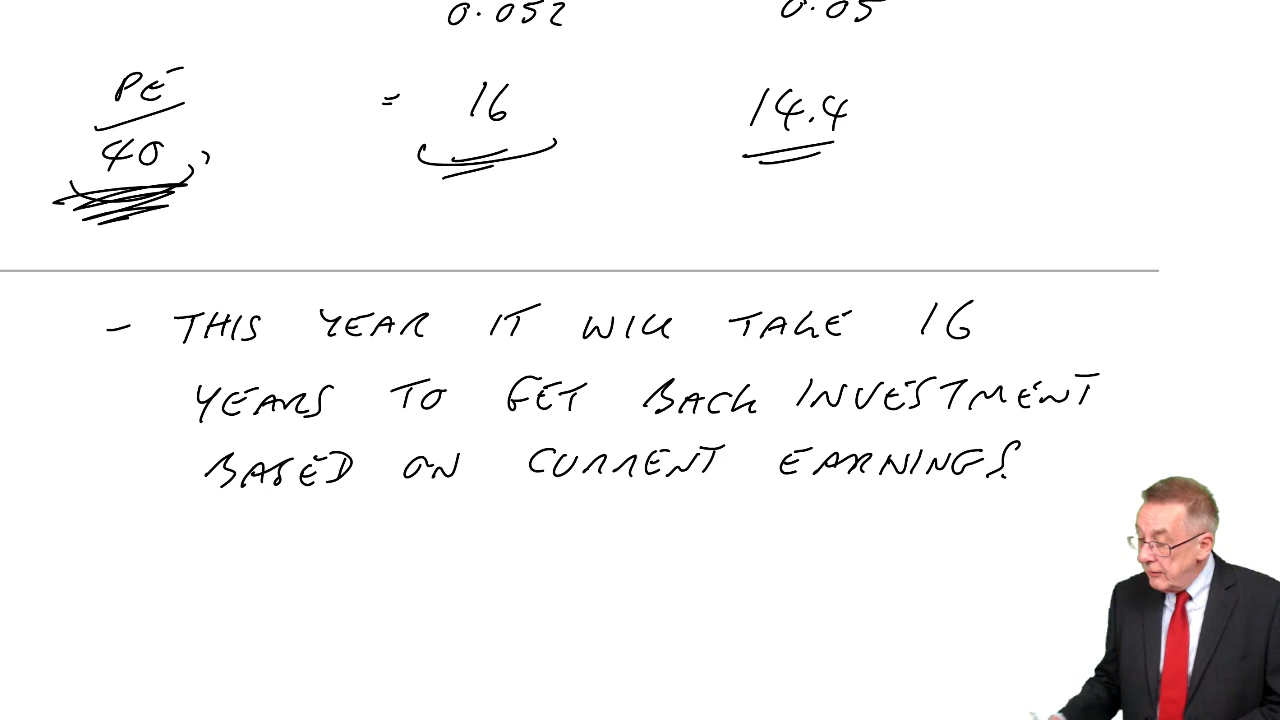 0.052 0.05
PE = 16 14.4
40
- THIS YEAR IT WILL TAKE 16
YEARS TO GET BACK INVESTMENT
BASED ON CURRENT EARNINGS